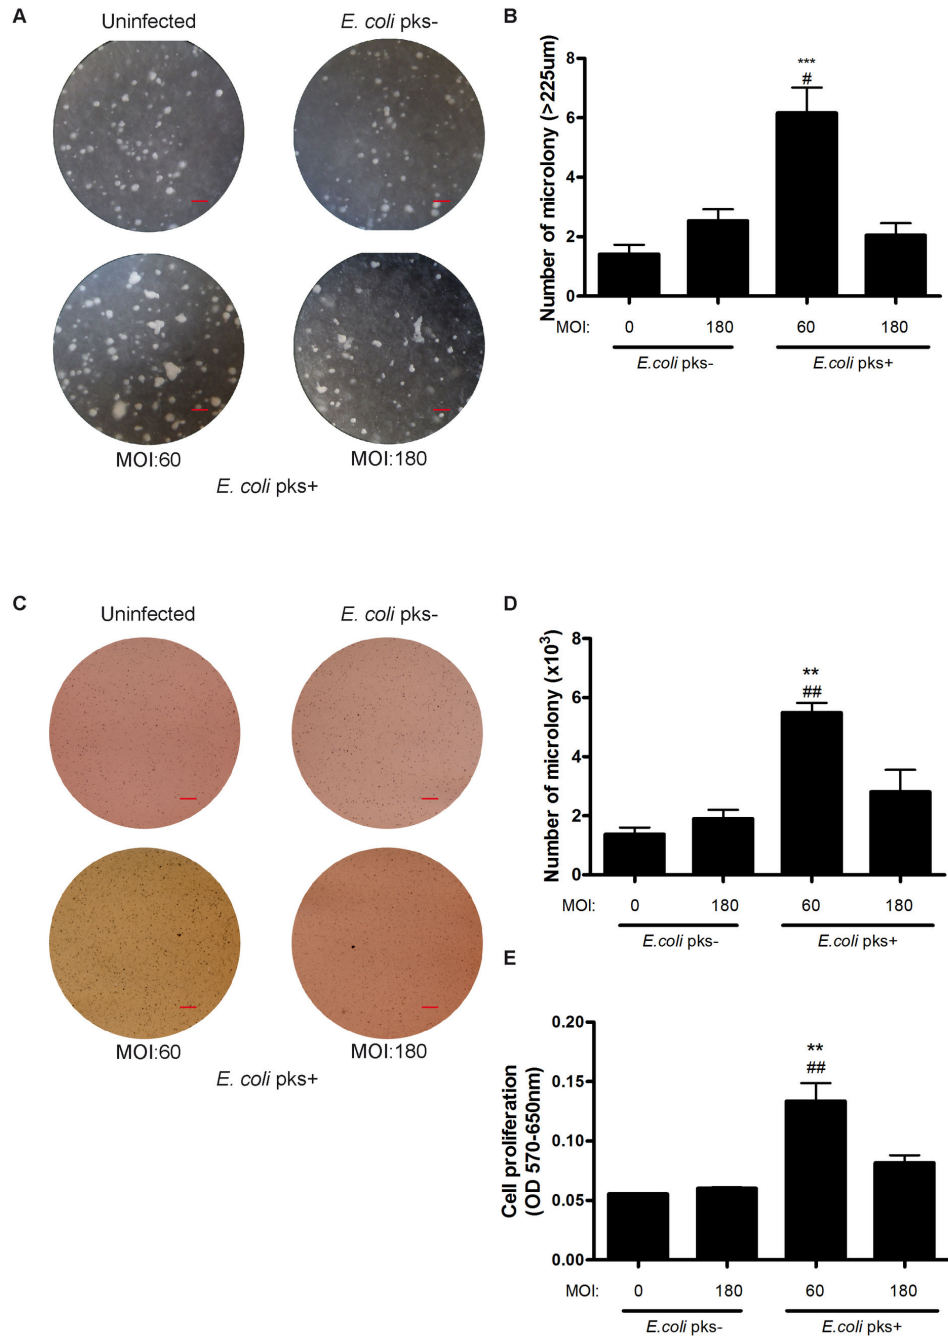 A
Uninfected
E. coli pks-
MOI:60
MOI:180
E. coli pks+
B
Number of microlony (>225um)
8
6
4
2
0
***
#
MOI: 0 180 60 180
E.coli pks-
E.coli pks+
C
Uninfected
E. coli pks-
MOI:60
MOI:180
E. coli pks+
D
Number of microlony (x10³)
8
6
4
2
0
**
##
MOI: 0 180 60 180
E.coli pks-
E.coli pks+
E
Cell proliferation
(OD 570-650nm)
0.20
0.15
0.10
0.05
0.00
**
##
MOI: 0 180 60 180
E.coli pks-
E.coli pks+